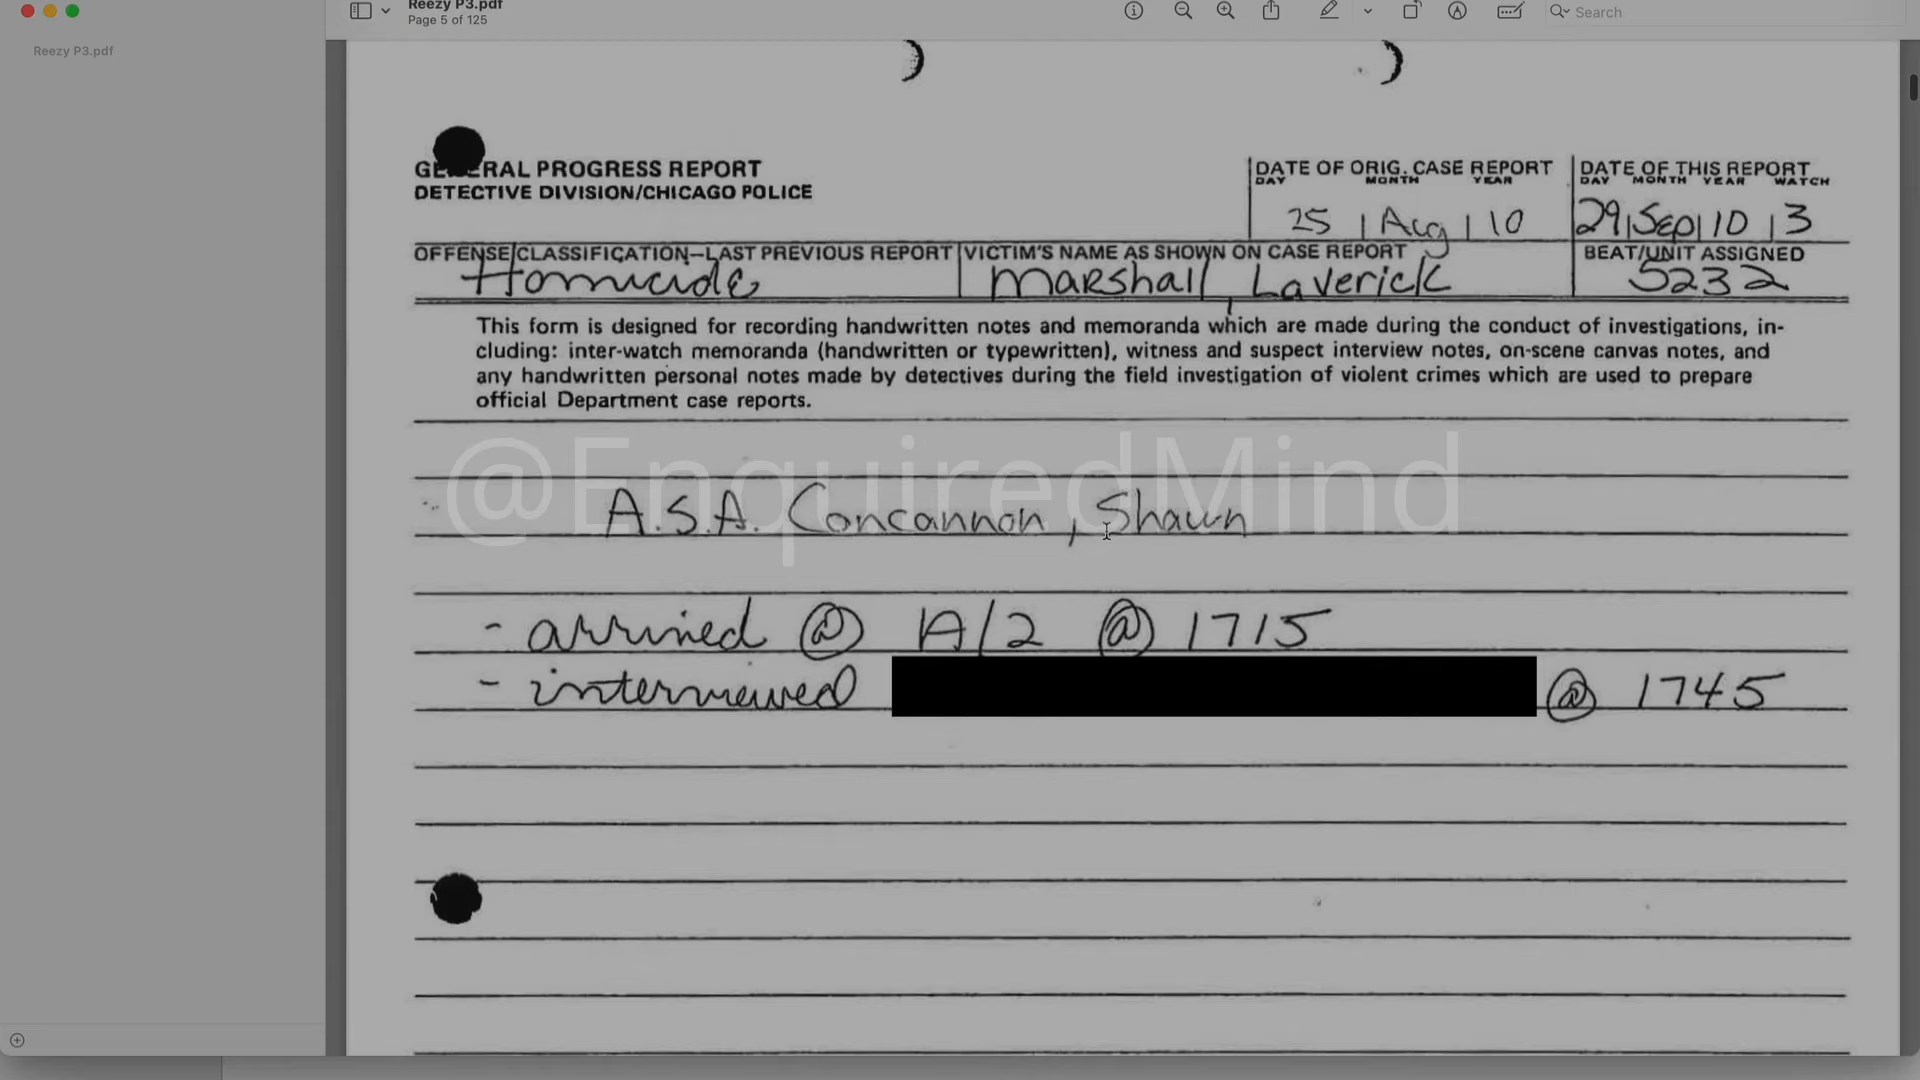 Reezy P3.pdf
Page 5 of 125
Search
Reezy P3.pdf
GENERAL PROGRESS REPORT
DETECTIVE DIVISION/CHICAGO POLICE
DATE OF ORIG. CASE REPORT
DAY MONTH YEAR
25 | Aug | 10
DATE OF THIS REPORT
DAY MONTH YEAR WATCH
29 | Sep | 10 | 3
OFFENSE/CLASSIFICATION—LAST PREVIOUS REPORT
Homicide
VICTIM'S NAME AS SHOWN ON CASE REPORT
Marshall, Laverick
BEAT/UNIT ASSIGNED
5232
This form is designed for recording handwritten notes and memoranda which are made during the conduct of investigations, in-
cluding: inter-watch memoranda (handwritten or typewritten), witness and suspect interview notes, on-scene canvas notes, and
any handwritten personal notes made by detectives during the field investigation of violent crimes which are used to prepare
official Department case reports.
@EnquiredMind
A.S.A. Concannon, Shawn
- arrived @ A/2 @ 1715
- interviewed @ 1745